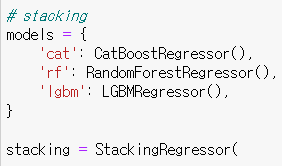 # stacking
models = {
    'cat': CatBoostRegressor(),
    'rf': RandomForestRegressor(),
    'lgbm': LGBMRegressor(),
}
stacking = StackingRegressor(